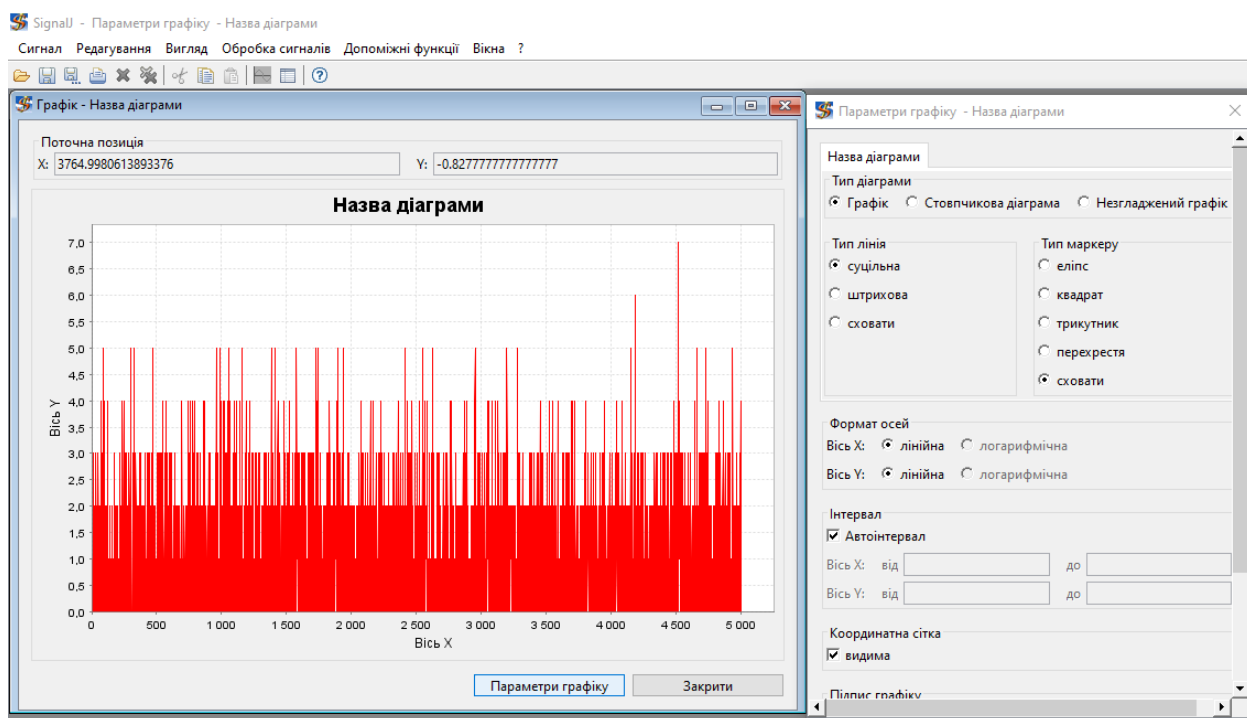 SignalJ - Параметри графіку - Назва діаграми
Сигнал Редагування Вигляд Обробка сигналів Допоміжні функції Вікна ?
Графік - Назва діаграми
Поточна позиція
X: 3764.9980613893376 Y: -0.8277777777777777
Назва діаграми
7,0
6,5
6,0
5,5
5,0
4,5
4,0
3,5
3,0
2,5
2,0
1,5
1,0
0,5
0,0
Вісь Y
0 500 1 000 1 500 2 000 2 500 3 000 3 500 4 000 4 500 5 000
Вісь X
Параметри графіку Закрити
Параметри графіку - Назва діаграми
Назва діаграми
Тип діаграми
Графік Стовпчикова діаграма Незгладжений графік
Тип лінія Тип маркеру
суцільна еліпс
штрихова квадрат
сховати трикутник
перехрестя
сховати
Формат осей
Вісь X: лінійна логарифмічна
Вісь Y: лінійна логарифмічна
Інтервал
Автоінтервал
Вісь X: від до
Вісь Y: від до
Координатна сітка
видима
Підпис графіку